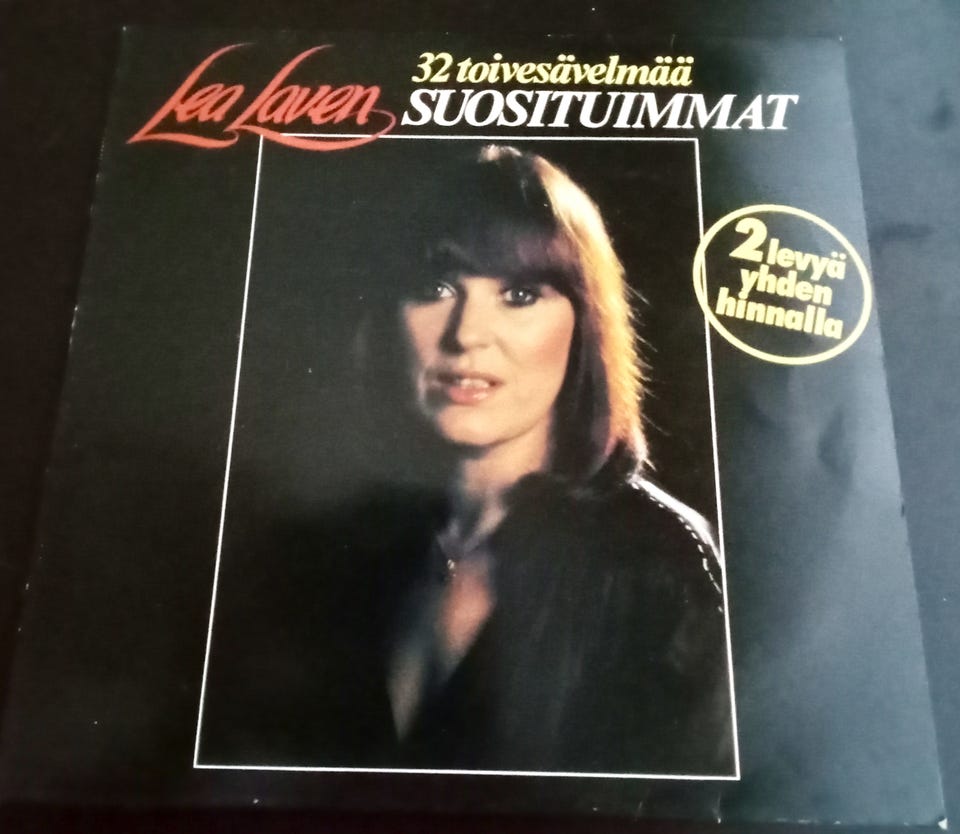 Lea Laven
32 toivesävelmää
SUOSITUIMMAT
2 levyä
yhden
hinnalla